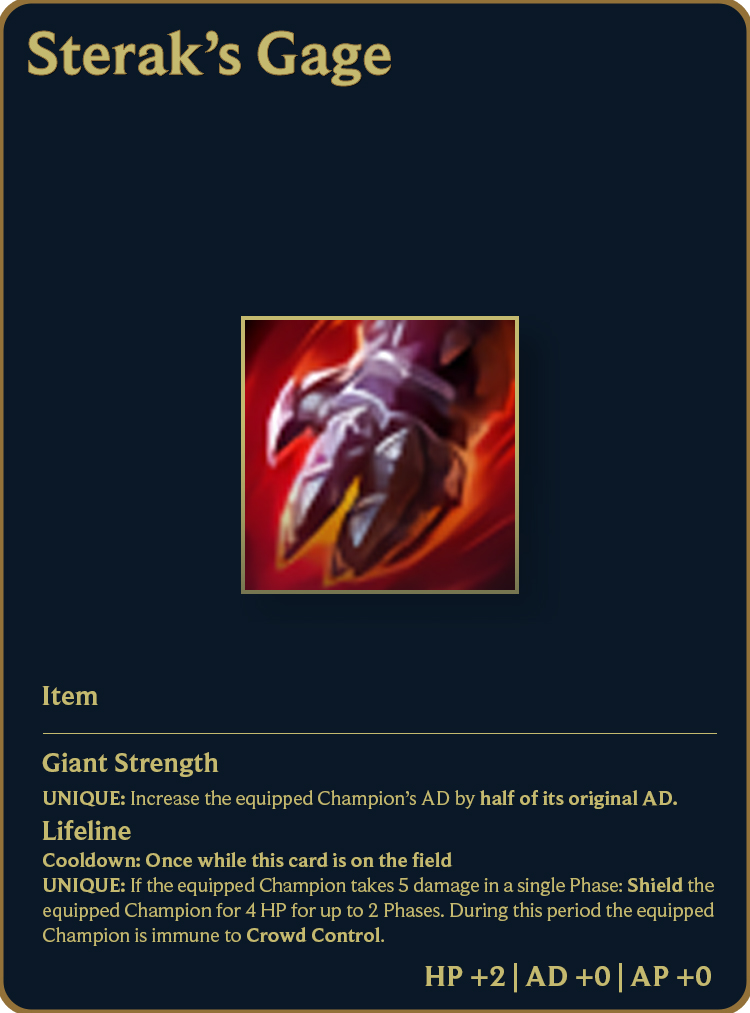 Sterak’s Gage
Item
Giant Strength
UNIQUE: Increase the equipped Champion’s AD by half of its original AD.
Lifeline
Cooldown: Once while this card is on the field
UNIQUE: If the equipped Champion takes 5 damage in a single Phase: Shield the
equipped Champion for 4 HP for up to 2 Phases. During this period the equipped
Champion is immune to Crowd Control.
HP +2 | AD +0 | AP +0